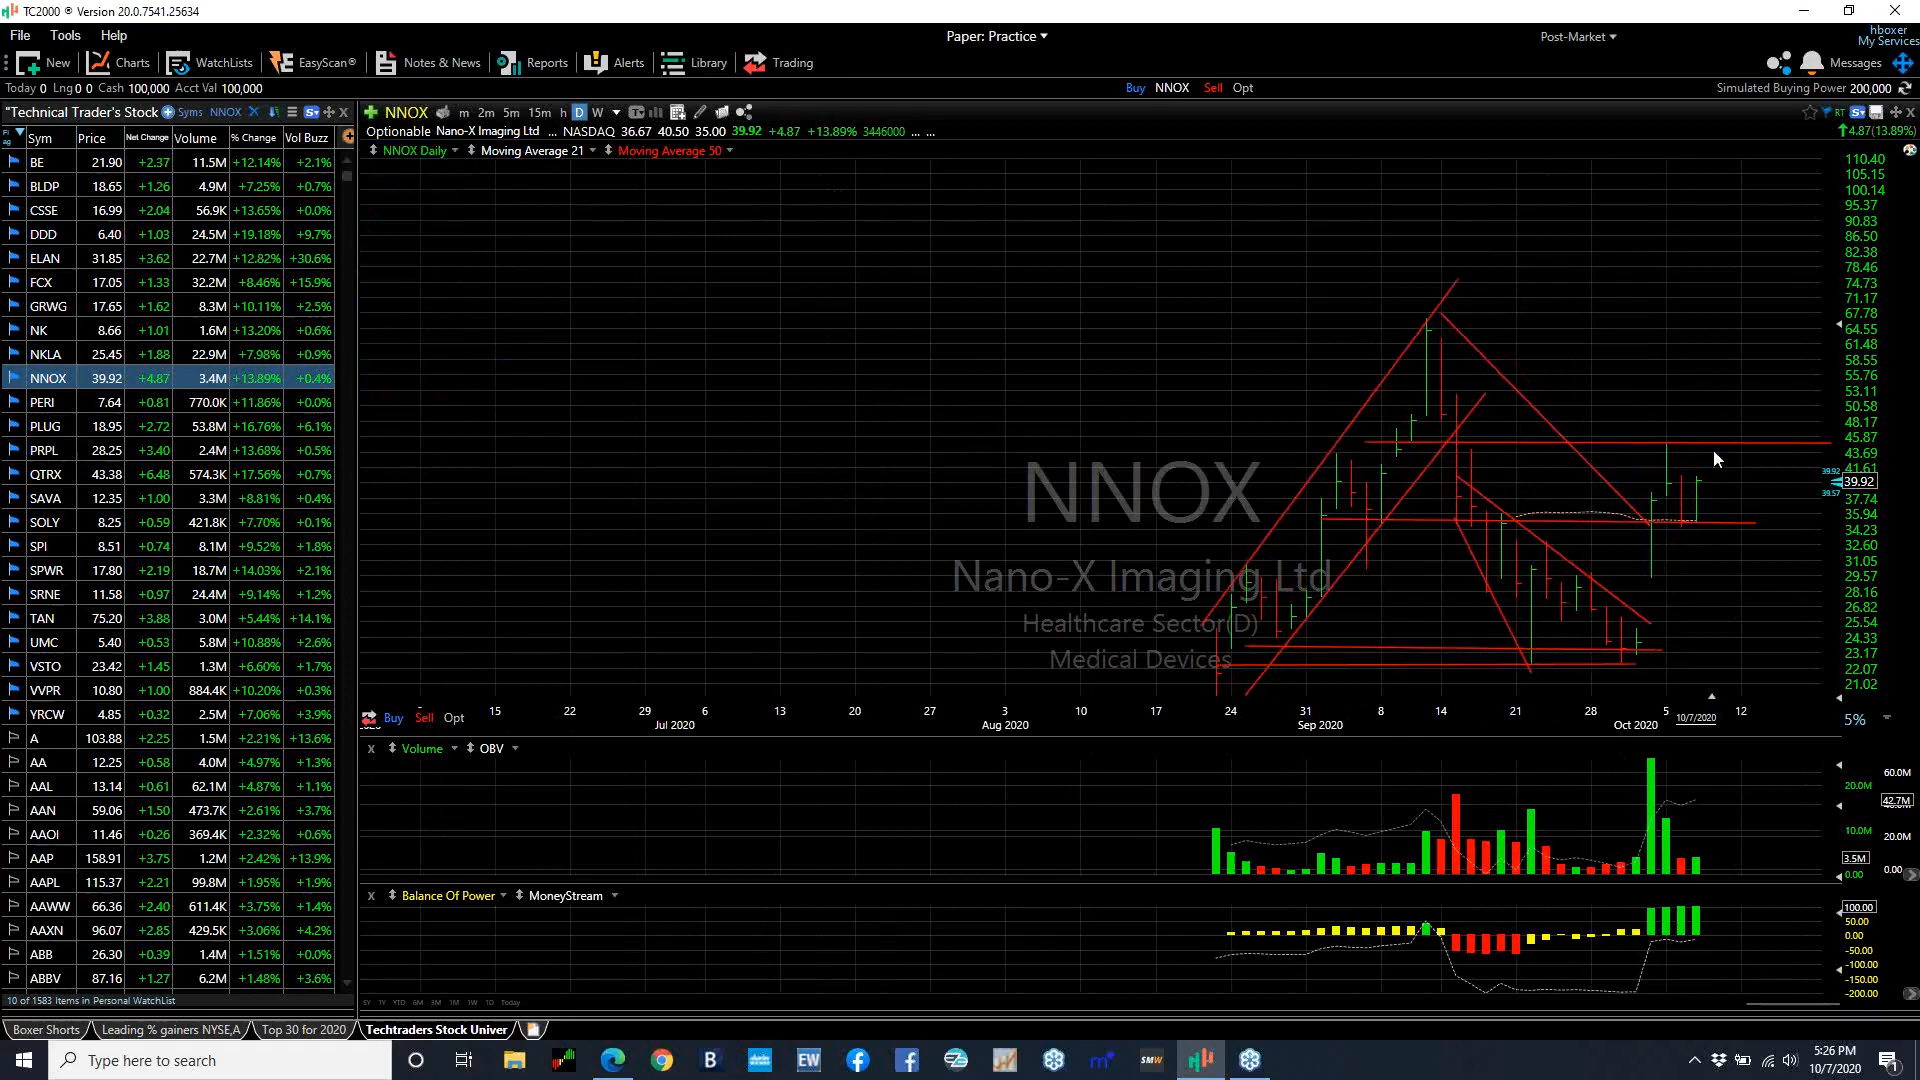 TC2000 ® Version 20.0.7541.25634
File Tools Help
Paper: Practice
Post-Market
hboxer
My Services
New Charts WatchLists EasyScan® Notes & News Reports Alerts Library Trading
Messages
Today 0 Lng 0 0 Cash 100,000 Acct Val 100,000
Buy NNOX Sell Opt
Simulated Buying Power 200,000
"Technical Trader's Stock Syms NNOX
NNOX m 2m 5m 15m h D W
RT
Optionable Nano-X Imaging Ltd ... NASDAQ 36.67 40.50 35.00 39.92 +4.87 +13.89% 3446000 ... ...
4.87(13.89%)
NNOX Daily Moving Average 21 Moving Average 50
Sym Price Net Change Volume % Change Vol Buzz
BE 21.90 +2.37 11.5M +12.14% +2.1%
BLDP 18.65 +1.26 4.9M +7.25% +0.7%
CSSE 16.99 +2.04 56.9K +13.65% +0.0%
DDD 6.40 +1.03 24.5M +19.18% +9.7%
ELAN 31.85 +3.62 22.7M +12.82% +30.6%
FCX 17.05 +1.33 32.2M +8.46% +15.9%
GRWG 17.65 +1.62 8.3M +10.11% +2.5%
NK 8.66 +1.01 1.6M +13.20% +0.6%
NKLA 25.45 +1.88 22.9M +7.98% +0.9%
NNOX 39.92 +4.87 3.4M +13.89% +0.4%
PERI 7.64 +0.81 770.0K +11.86% +0.0%
PLUG 18.95 +2.72 53.8M +16.76% +6.1%
PRPL 28.25 +3.40 2.4M +13.68% +0.5%
QTRX 43.38 +6.48 574.3K +17.56% +0.7%
SAVA 12.35 +1.00 3.3M +8.81% +0.4%
SOLY 8.25 +0.59 421.8K +7.70% +0.1%
SPI 8.51 +0.74 8.1M +9.52% +1.8%
SPWR 17.80 +2.19 18.7M +14.03% +2.1%
SRNE 11.58 +0.97 24.4M +9.14% +1.2%
TAN 75.20 +3.88 3.0M +5.44% +14.1%
UMC 5.40 +0.53 5.8M +10.88% +2.6%
VSTO 23.42 +1.45 1.3M +6.60% +1.7%
VVPR 10.80 +1.00 884.4K +10.20% +0.3%
YRCW 4.85 +0.32 2.5M +7.06% +3.9%
A 103.88 +2.25 1.5M +2.21% +13.6%
AA 12.25 +0.58 4.0M +4.97% +1.3%
AAL 13.14 +0.61 62.1M +4.87% +1.1%
AAN 59.06 +1.50 473.7K +2.61% +3.7%
AAOI 11.46 +0.26 369.4K +2.32% +0.6%
AAP 158.91 +3.75 1.2M +2.42% +13.9%
AAPL 115.37 +2.21 99.8M +1.95% +1.9%
AAWW 66.36 +2.40 611.4K +3.75% +1.4%
AAXN 96.07 +2.85 429.5K +3.06% +4.2%
ABB 26.30 +0.39 1.4M +1.51% +0.0%
ABBV 87.16 +1.27 6.2M +1.48% +3.6%
10 of 1583 Items in Personal WatchList
NNOX
Nano-X Imaging Ltd
Healthcare Sector(D)
Medical Devices
110.40
105.15
100.14
95.37
90.83
86.50
82.38
78.46
74.73
71.17
67.78
64.55
61.48
58.55
55.76
53.11
50.58
48.17
45.87
43.69
39.92 41.61
39.92
39.57 37.74
35.94
34.23
32.60
31.05
29.57
28.16
26.82
25.54
24.33
23.17
22.07
21.02
5%
Buy Sell Opt
15 22 29 6 13 20 27 3 10 17 24 31 8 14 21 28 5 12
Jul 2020 Aug 2020 Sep 2020 Oct 2020 10/7/2020
X Volume OBV
20.0M 60.0M
42.7M
10.0M 20.0M
3.5M
0.00 0.00
X Balance Of Power MoneyStream
100.00
50.00
0.00
-50.00
-100.00
-150.00
-200.00
5Y 1Y YTD 6M 3M 1M 1W 1D Today
Boxer Shorts Leading % gainers NYSE,A Top 30 for 2020 Techtraders Stock Univer
Type here to search
B EW SMW
5:26 PM
10/7/2020